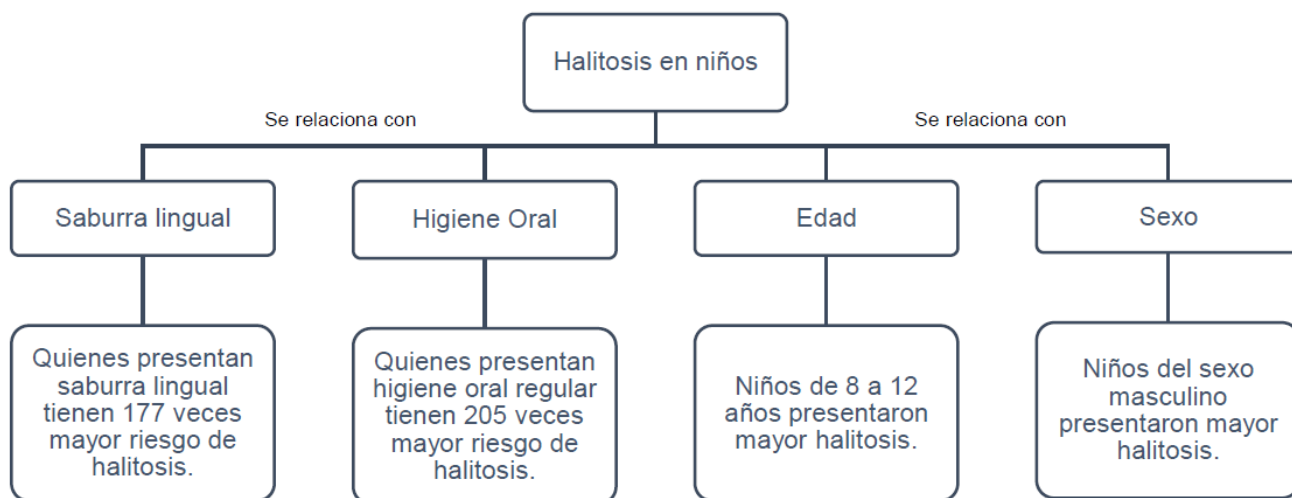 Halitosis en niños
Se relaciona con
Se relaciona con
Saburra lingual
Higiene Oral
Edad
Sexo
Quienes presentan
saburra lingual
tienen 177 veces
mayor riesgo de
halitosis.
Quienes presentan
higiene oral regular
tienen 205 veces
mayor riesgo de
halitosis.
Niños de 8 a 12
años presentaron
mayor halitosis.
Niños del sexo
masculino
presentaron mayor
halitosis.